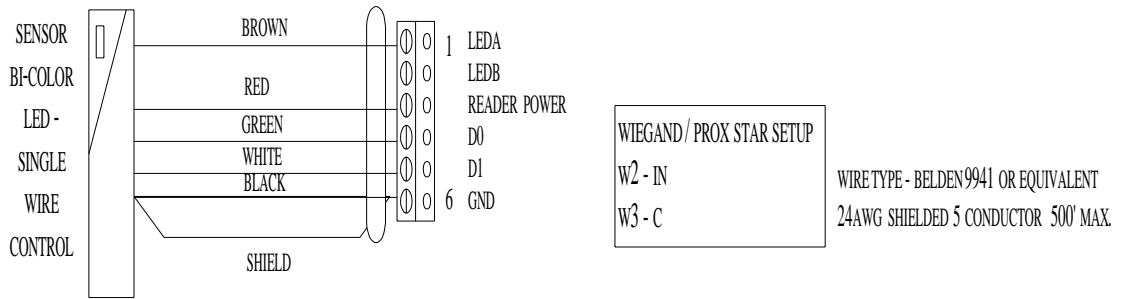 SENSOR
BI-COLOR
LED -
SINGLE
WIRE
CONTROL
BROWN
RED
GREEN
WHITE
BLACK
SHIELD
1 LEDA
LEDB
READER POWER
D0
D1
6 GND
WIEGAND / PROX STAR SETUP
W2 - IN
W3 - C
WIRE TYPE - BELDEN 9941 OR EQUIVALENT
24AWG SHIELDED 5 CONDUCTOR 500' MAX.